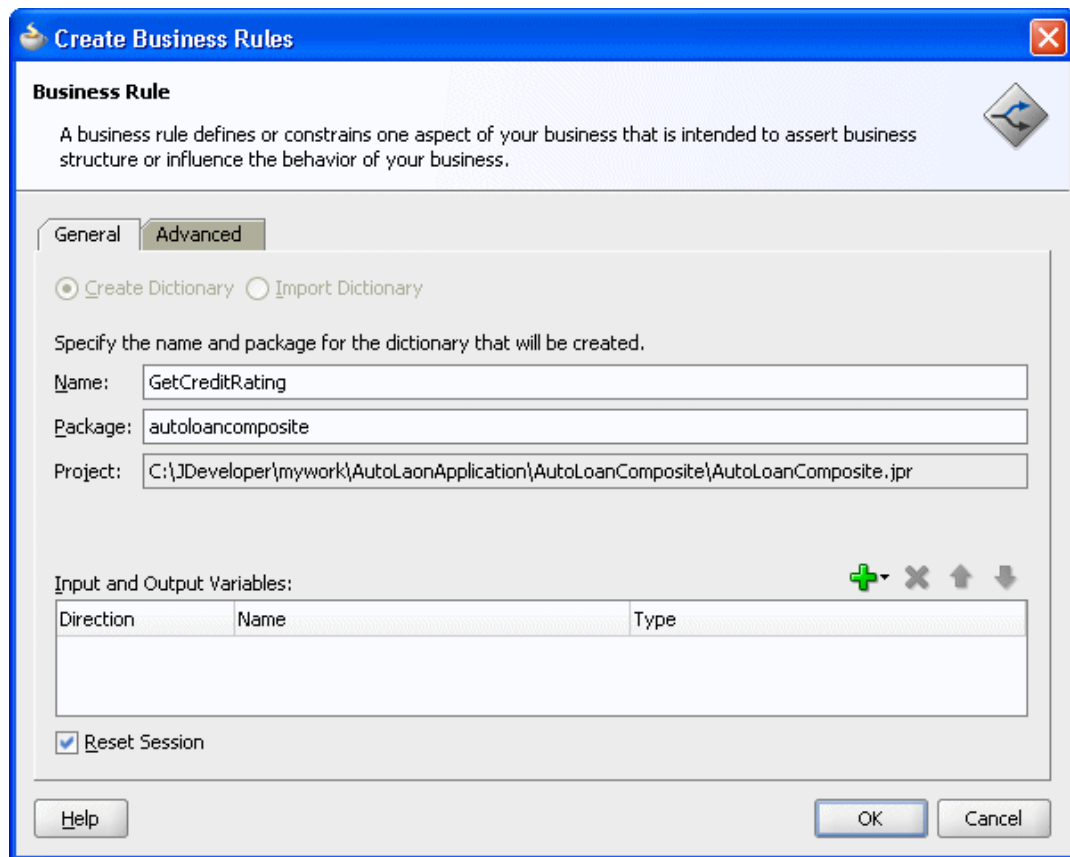 Create Business Rules
Business Rule
A business rule defines or constrains one aspect of your business that is intended to assert business
structure or influence the behavior of your business.
General Advanced
Create Dictionary Import Dictionary
Specify the name and package for the dictionary that will be created.
Name: GetCreditRating
Package: autoloancomposite
Project: C:\JDeveloper\mywork\AutoLaonApplication\AutoLoanComposite\AutoLoanComposite.jpr
Input and Output Variables:
Direction Name Type
Reset Session
Help OK Cancel